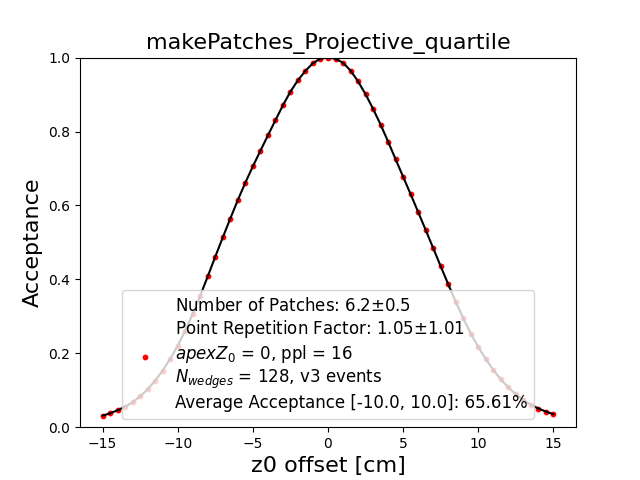 makePatches_Projective_quartile
Acceptance
1.0
0.8
0.6
0.4
0.2
0.0
Number of Patches: 6.2±0.5
Point Repetition Factor: 1.05±1.01
apexZ₀ = 0, ppl = 16
N_wedges = 128, v3 events
Average Acceptance [-10.0, 10.0]: 65.61%
−15 −10 −5 0 5 10 15
z0 offset [cm]